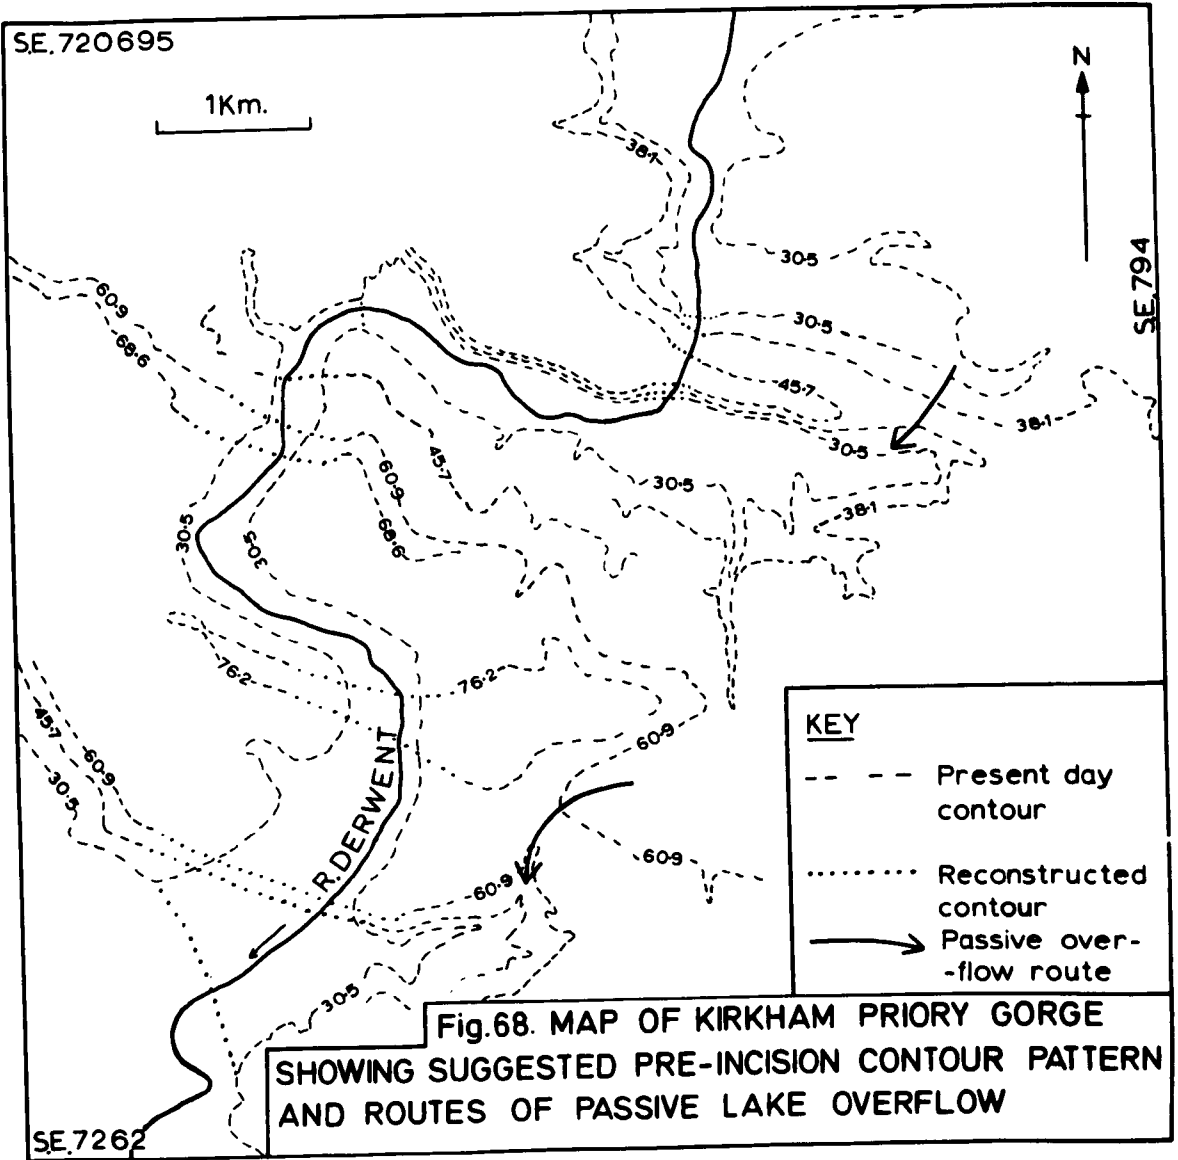 S.E. 720695
1Km.
N
38·1
30·5
S.E. 794
60·9
68·6
30·5
45·7
38·1
30·5
45·7
60·9
30·5
38·1
30·5
30·5
68·6
76·2
76·2
60·9
45·7
60·9
30·5
R. DERWENT
60·9
60·9
30·5
KEY
Present day
contour
Reconstructed
contour
Passive over-
-flow route
Fig.68. MAP OF KIRKHAM PRIORY GORGE
SHOWING SUGGESTED PRE-INCISION CONTOUR PATTERN
AND ROUTES OF PASSIVE LAKE OVERFLOW
S.E. 7262